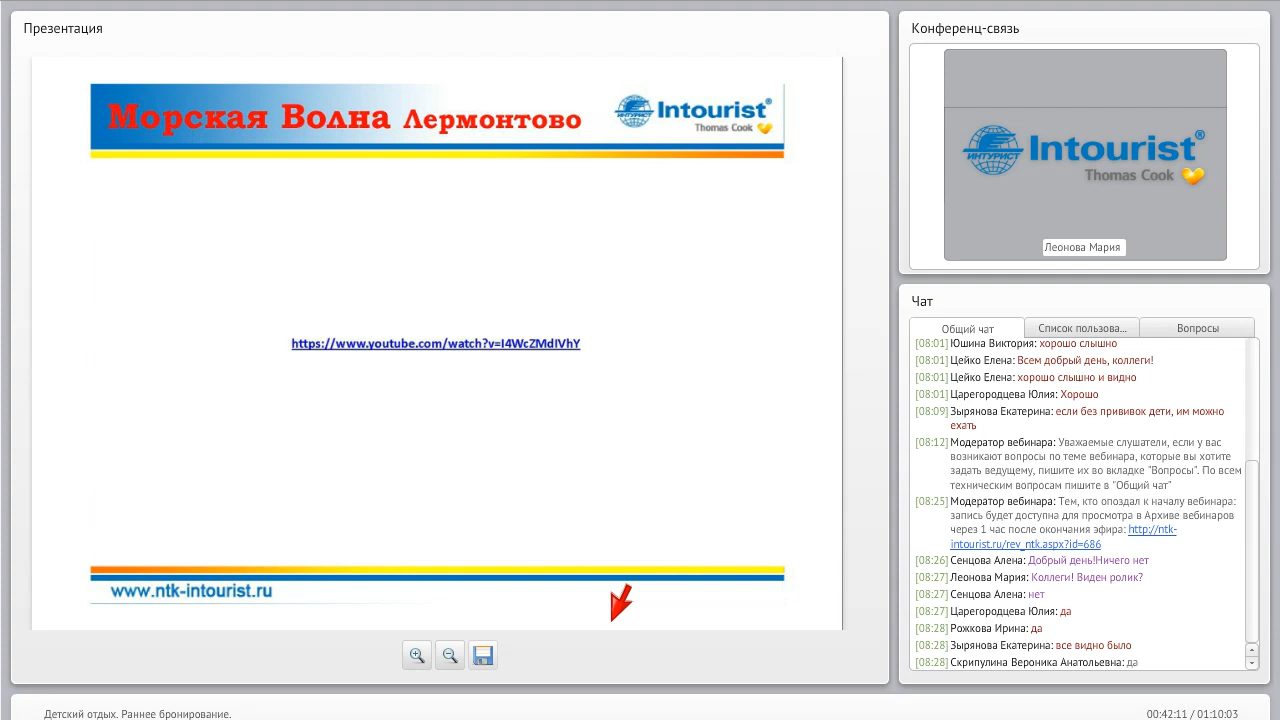 Презентация
Морская Волна Лермонтово
Intourist®
Thomas Cook
https://www.youtube.com/watch?v=I4WcZMdIVhY
www.ntk-intourist.ru
Конференц-связь
ИНТУРИСТ
Intourist®
Thomas Cook
Леонова Мария
Чат
Общий чат
Список пользова...
Вопросы
[08:01] Юшина Виктория: хорошо слышно
[08:01] Цейко Елена: Всем добрый день, коллеги!
[08:01] Цейко Елена: хорошо слышно и видно
[08:01] Царегородцева Юлия: Хорошо
[08:09] Зырянова Екатерина: если без прививок дети, им можно
ехать
[08:12] Модератор вебинара: Уважаемые слушатели, если у вас
возникают вопросы по теме вебинара, которые вы хотите
задать ведущему, пишите их во вкладке "Вопросы". По всем
техническим вопросам пишите в "Общий чат"
[08:25] Модератор вебинара: Тем, кто опоздал к началу вебинара:
запись будет доступна для просмотра в Архиве вебинаров
через 1 час после окончания эфира: http://ntk-
intourist.ru/rev_ntk.aspx?id=686
[08:26] Сенцова Алена: Добрый день!Ничего нет
[08:27] Леонова Мария: Коллеги! Виден ролик?
[08:27] Сенцова Алена: нет
[08:27] Царегородцева Юлия: да
[08:28] Рожкова Ирина: да
[08:28] Зырянова Екатерина: все видно было
[08:28] Скрипулина Вероника Анатольевна: да
Детский отдых. Раннее бронирование.
00:42:11 / 01:10:03